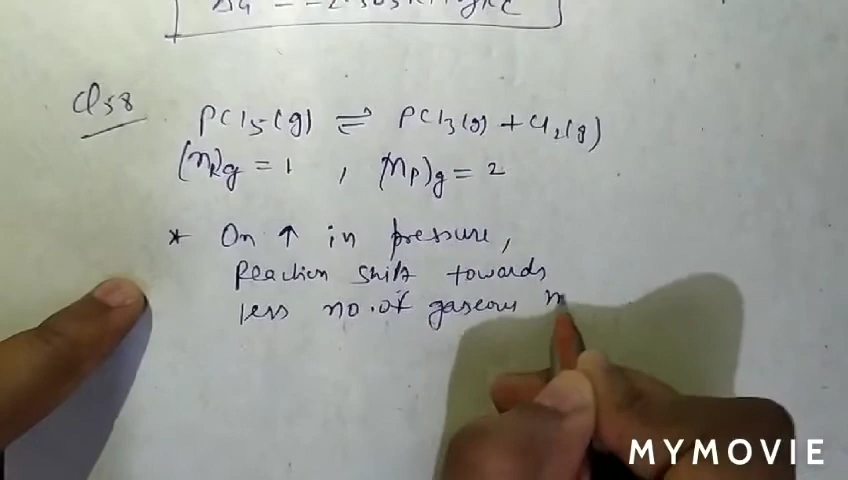 Q58
PCl5(g) ⇌ PCl3(g) + Cl2(g)
(nR)g = 1 , (nP)g = 2
* On ↑ in pressure,
Reaction shift towards
less no. of gaseous m
MYMOVIE